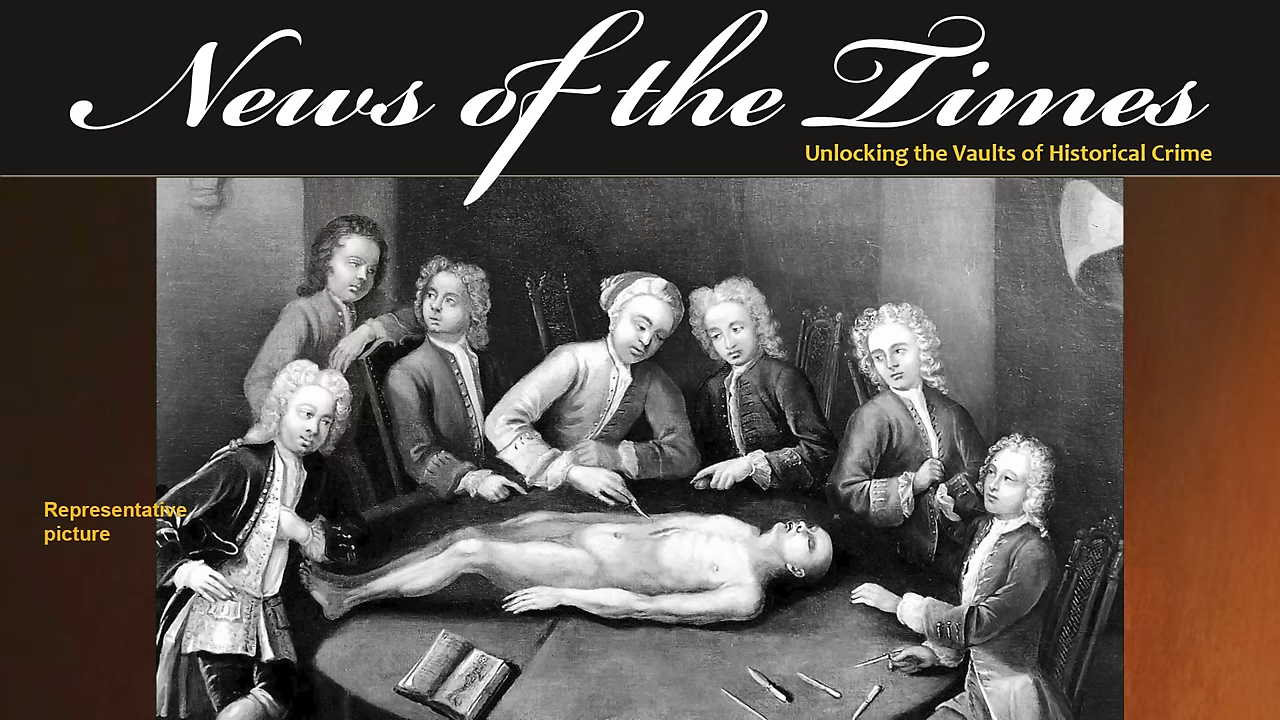 News of the Times
Unlocking the Vaults of Historical Crime
Representative
picture